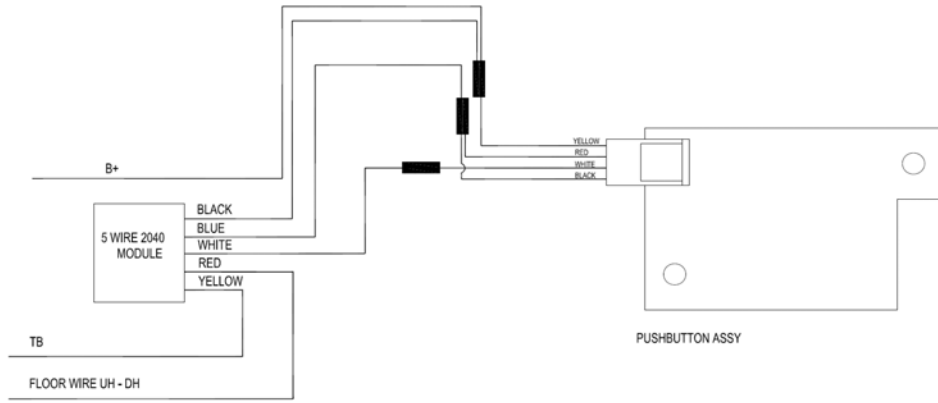 B+
BLACK
BLUE
WHITE
RED
YELLOW
5 WIRE 2040
MODULE
TB
FLOOR WIRE UH - DH
YELLOW
RED
WHITE
BLACK
PUSHBUTTON ASSY